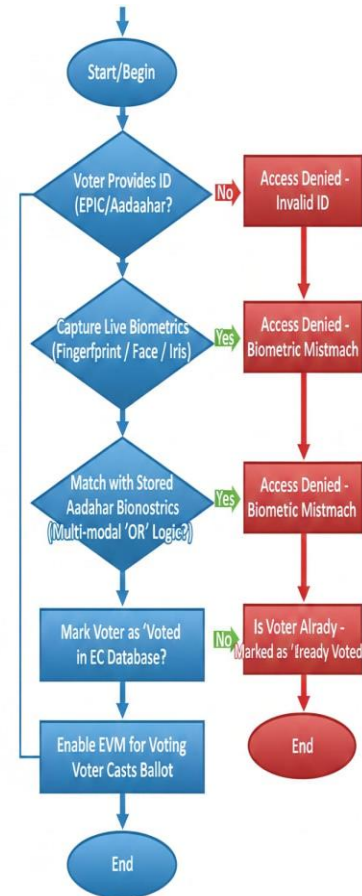 Start/Begin
Voter Provides ID
(EPIC/Aadaahar?
No
Access Denied -
Invalid ID
Capture Live Biometrics
(Fingerfprint / Face / Iris)
Yes
Access Denied -
Biometric Mistmach
Match with Stored
Aadahar Bionostrics
(Multi-modal 'OR' Logic?)
Yes
Access Denied -
Biometic Mistmach
Mark Voter as 'Voted
in EC Database?
No
Is Voter Alrady -
Marked as 'lready Voted'
Enable EVM for Voting
Voter Casts Ballot
End
End